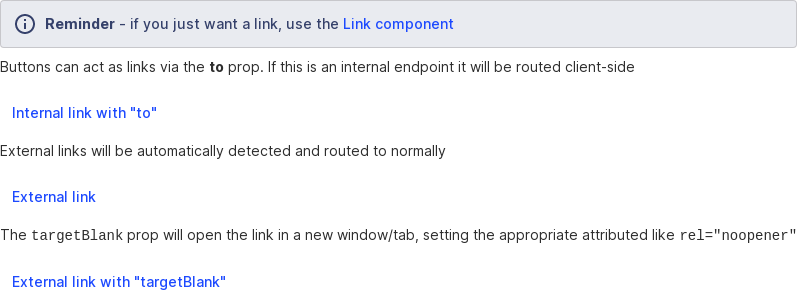 Reminder - if you just want a link, use the Link component
Buttons can act as links via the to prop. If this is an internal endpoint it will be routed client-side
Internal link with "to"
External links will be automatically detected and routed to normally
External link
The targetBlank prop will open the link in a new window/tab, setting the appropriate attributed like rel="noopener"
External link with "targetBlank"